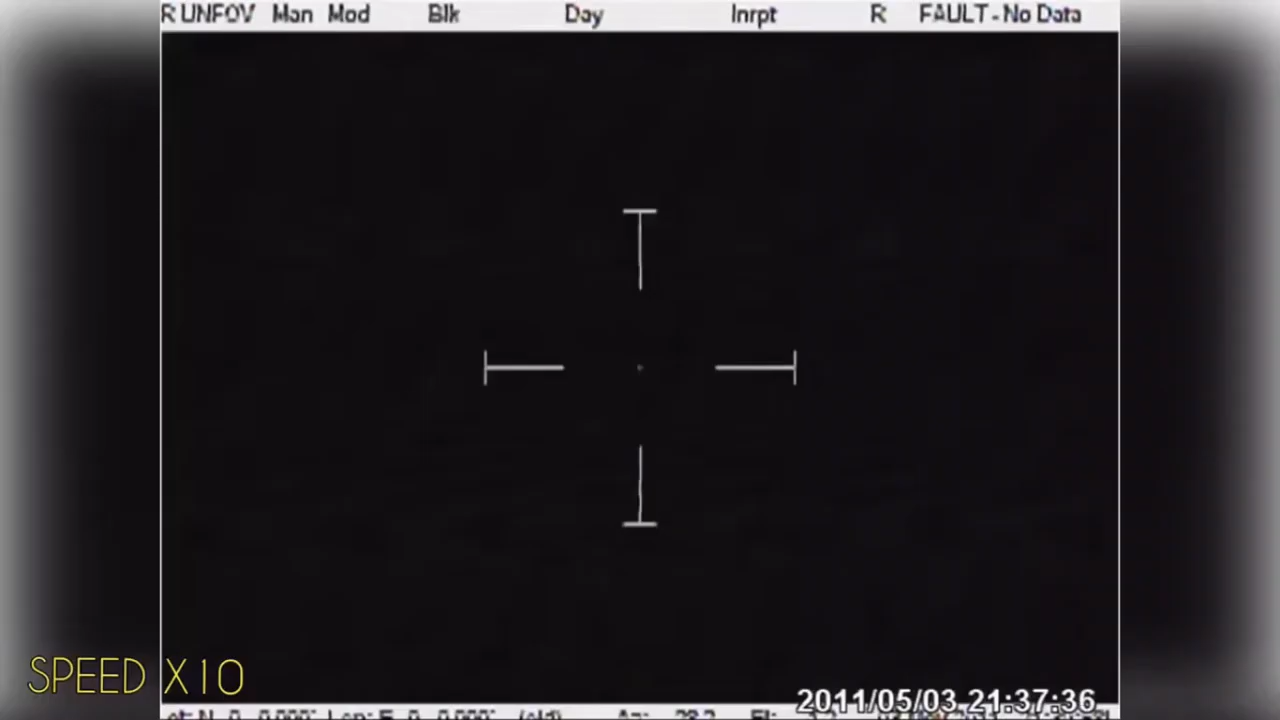 R UNFOV Man Mod Blk Day Inrpt R FAULT - No Data
SPEED X10
2011/05/03 21:37:36